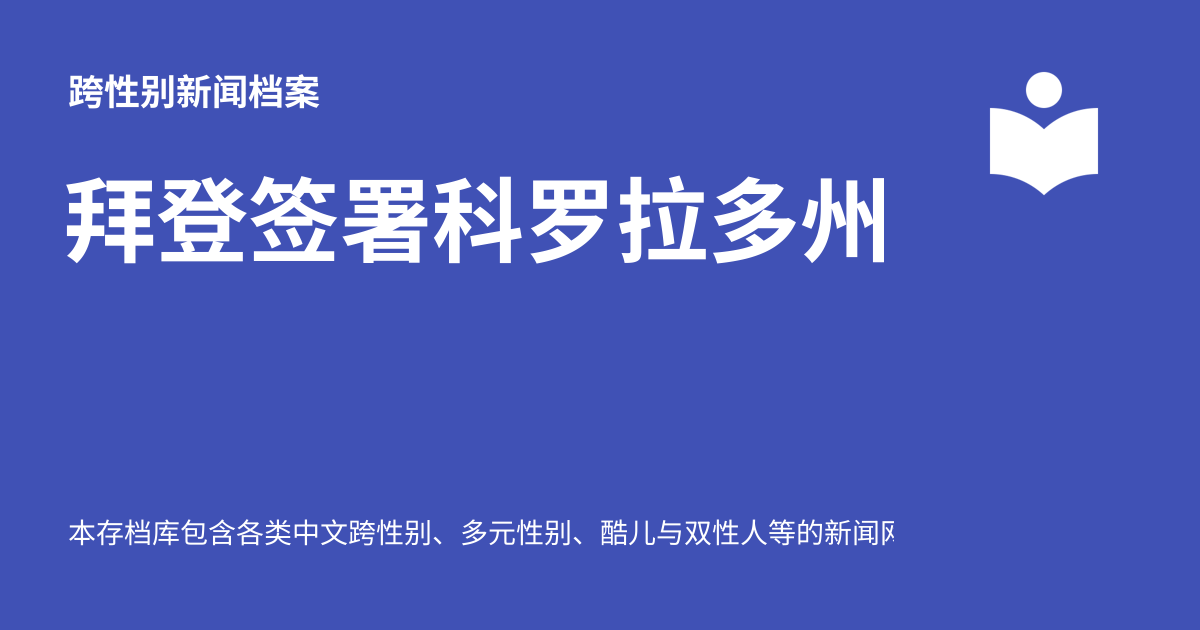 跨性别新闻档案
拜登签署科罗拉多州
本存档库包含各类中文跨性别、多元性别、酷儿与双性人等的新闻网